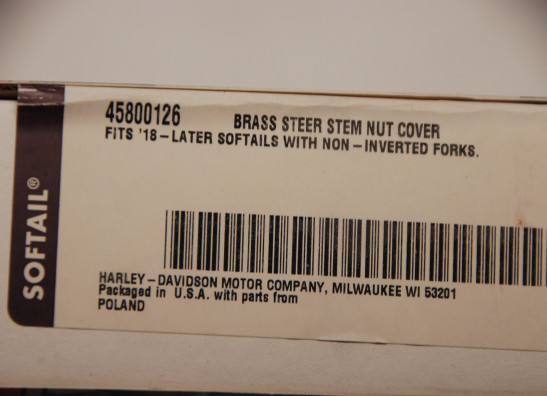 45800126 BRASS STEER STEM NUT COVER
FITS '18 – LATER SOFTAILS WITH NON – INVERTED FORKS.
SOFTAIL®
HARLEY – DAVIDSON MOTOR COMPANY, MILWAUKEE WI 53201
Packaged in U.S.A. with parts from
POLAND